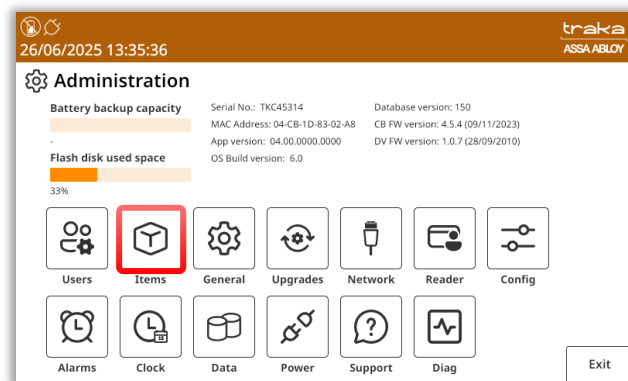 traka
26/06/2025 13:35:36
ASSA ABLOY
Administration
Battery backup capacity
-
Flash disk used space
33%
Serial No.: TKC45314
MAC Address: 04-CB-1D-83-02-A8
App version: 04.00.0000.0000
OS Build version: 6.0
Database version: 150
CB FW version: 4.5.4 (09/11/2023)
DV FW version: 1.0.7 (28/09/2010)
Users Items General Upgrades Network Reader Config
Alarms Clock Data Power Support Diag
Exit